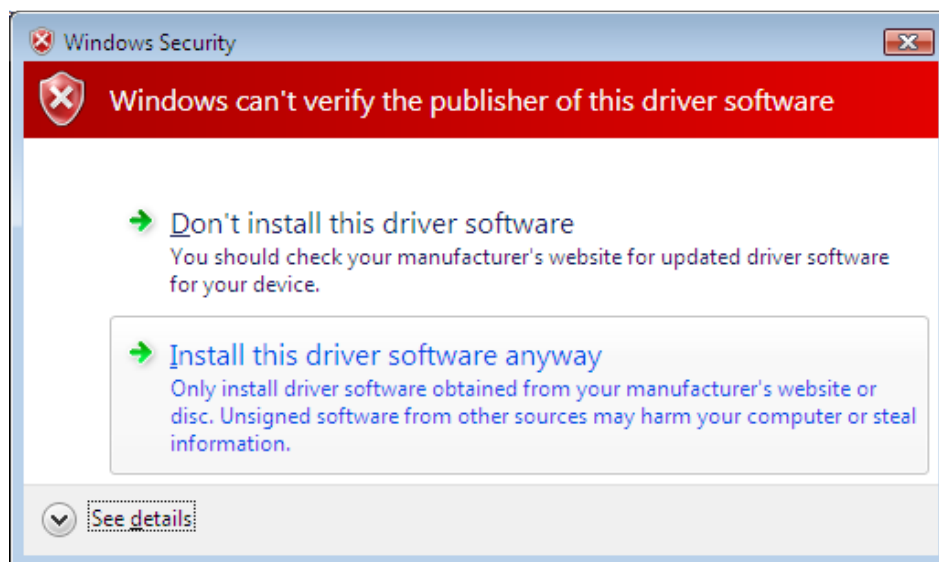 Windows Security
Windows can't verify the publisher of this driver software
Don't install this driver software
You should check your manufacturer's website for updated driver software
for your device.
Install this driver software anyway
Only install driver software obtained from your manufacturer's website or
disc. Unsigned software from other sources may harm your computer or steal
information.
See details